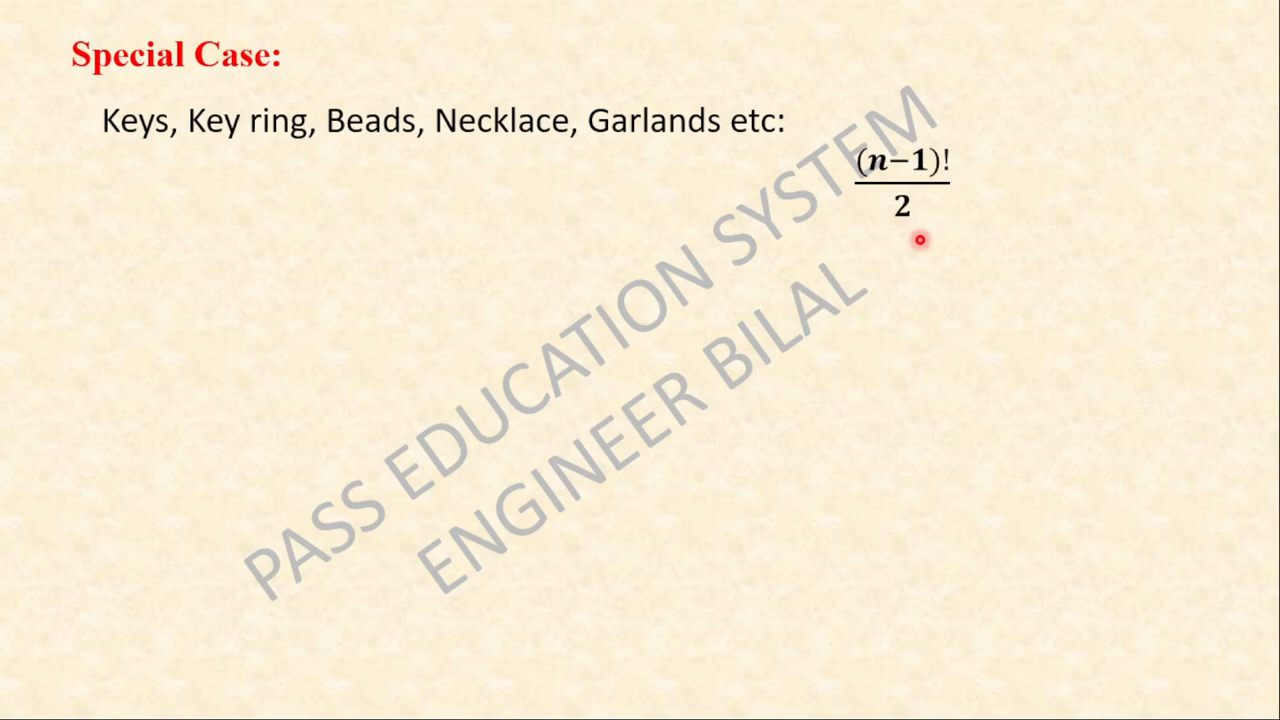 Special Case:
Keys, Key ring, Beads, Necklace, Garlands etc:
(n−1)!
2
PASS EDUCATION SYSTEM
ENGINEER BILAL